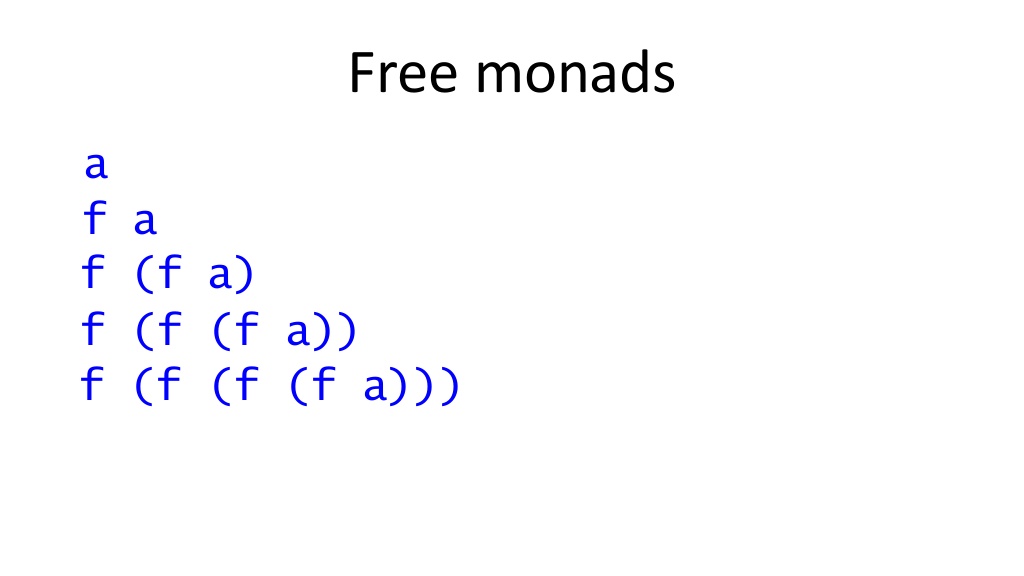 Free monads
a
f a
f (f a)
f (f (f a))
f (f (f (f a)))